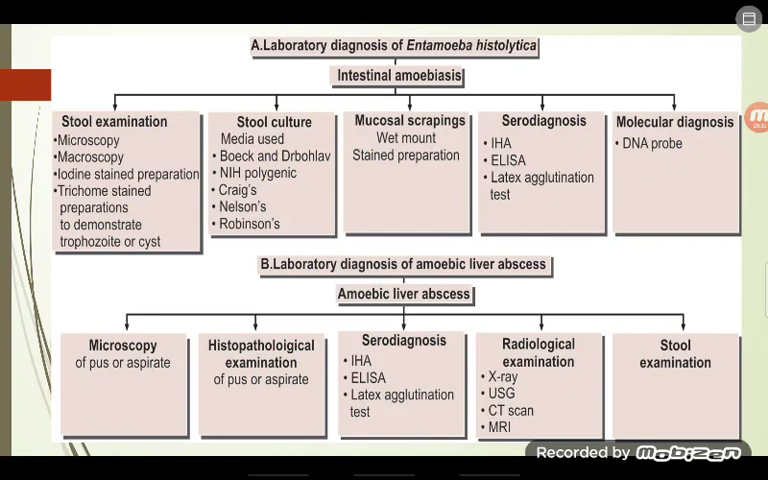 A.Laboratory diagnosis of Entamoeba histolytica
Intestinal amoebiasis
Stool examination
•Microscopy
•Macroscopy
•Iodine stained preparation
•Trichome stained
preparations
to demonstrate
trophozoite or cyst
Stool culture
Media used
• Boeck and Drbohlav
• NIH polygenic
• Craig's
• Nelson's
• Robinson's
Mucosal scrapings
Wet mount
Stained preparation
Serodiagnosis
• IHA
• ELISA
• Latex agglutination
test
Molecular diagnosis
• DNA probe
B.Laboratory diagnosis of amoebic liver abscess
Amoebic liver abscess
Microscopy
of pus or aspirate
Histopatholoigical
examination
of pus or aspirate
Serodiagnosis
• IHA
• ELISA
• Latex agglutination
test
Radiological
examination
• X-ray
• USG
• CT scan
• MRI
Stool
examination
Recorded by Mobizen